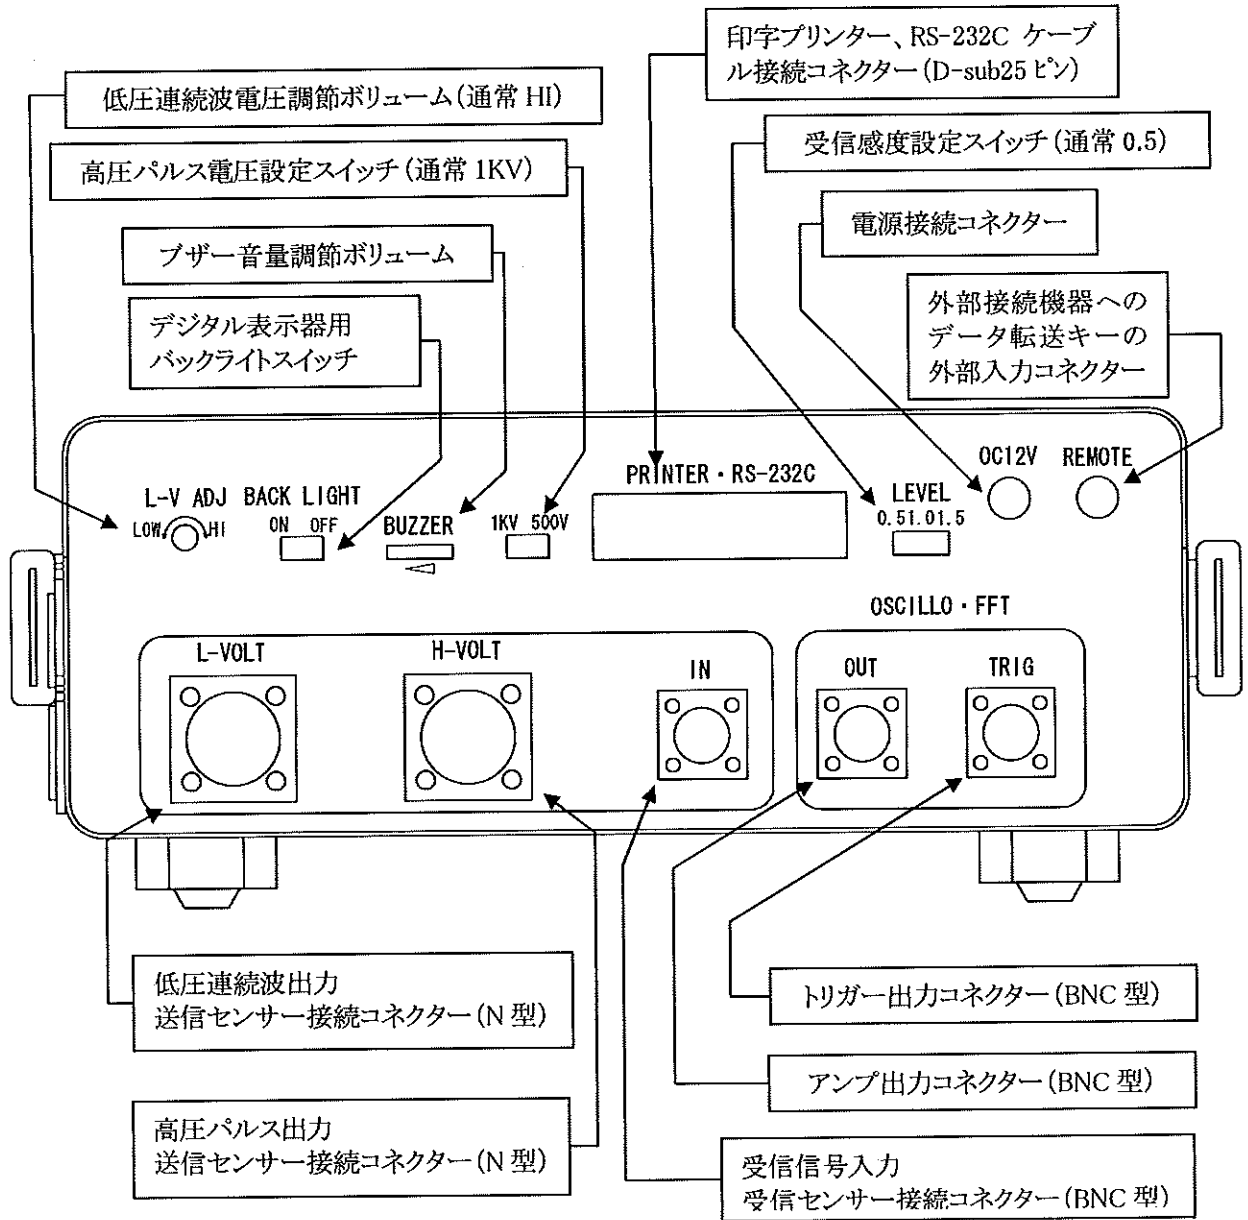 印字プリンター、RS-232C ケーブ
ル接続コネクター(D-sub25ピン)
低圧連続波電圧調節ボリューム(通常 HI)
受信感度設定スイッチ(通常 0.5)
高圧パルス電圧設定スイッチ(通常 1KV)
電源接続コネクター
ブザー音量調節ボリューム
外部接続機器への
データ転送キーの
外部入力コネクター
デジタル表示器用
バックライトスイッチ
L-V ADJ
LOW HI
BACK LIGHT
ON OFF
BUZZER
1KV 500V
PRINTER・RS-232C
LEVEL
0.51.01.5
OC12V
REMOTE
OSCILLO・FFT
L-VOLT
H-VOLT
IN
OUT
TRIG
低圧連続波出力
送信センサー接続コネクター(N 型)
トリガー出力コネクター(BNC 型)
アンプ出力コネクター(BNC 型)
高圧パルス出力
送信センサー接続コネクター(N 型)
受信信号入力
受信センサー接続コネクター(BNC 型)